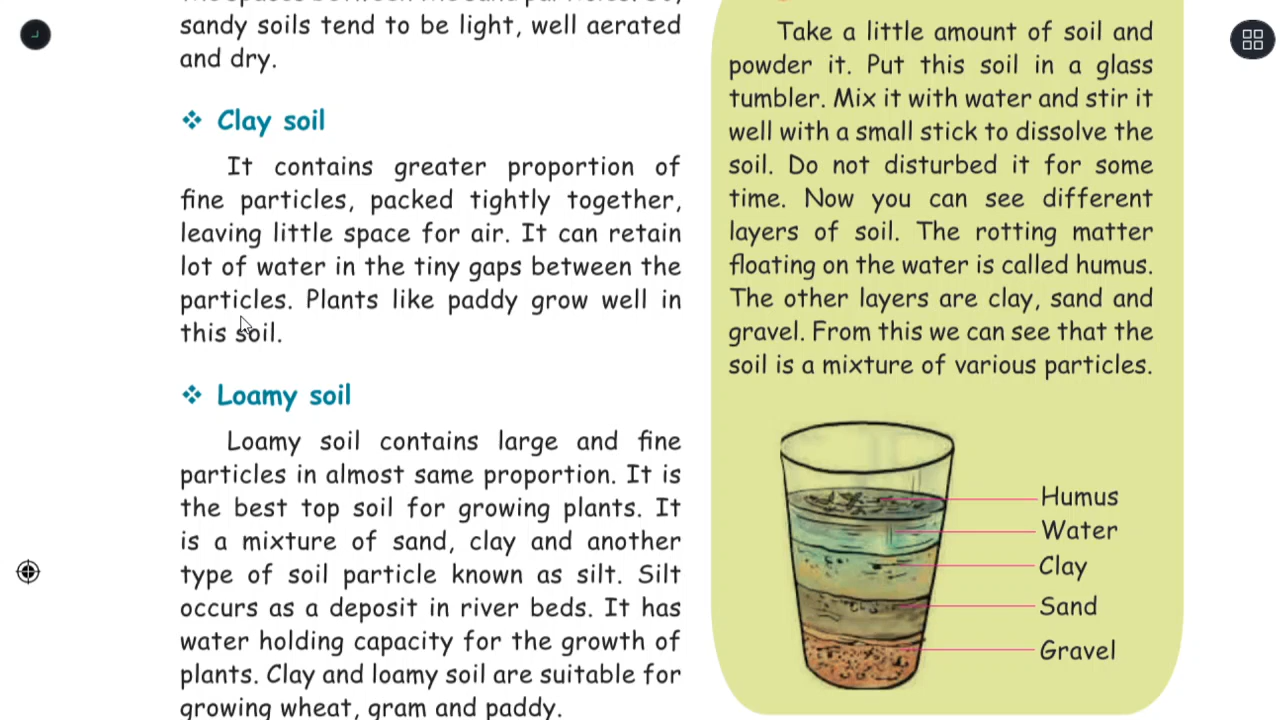 sandy soils tend to be light, well aerated
and dry.
❖ Clay soil
It contains greater proportion of
fine particles, packed tightly together,
leaving little space for air. It can retain
lot of water in the tiny gaps between the
particles. Plants like paddy grow well in
this soil.
❖ Loamy soil
Loamy soil contains large and fine
particles in almost same proportion. It is
the best top soil for growing plants. It
is a mixture of sand, clay and another
type of soil particle known as silt. Silt
occurs as a deposit in river beds. It has
water holding capacity for the growth of
plants. Clay and loamy soil are suitable for
growing wheat, gram and paddy.
Take a little amount of soil and
powder it. Put this soil in a glass
tumbler. Mix it with water and stir it
well with a small stick to dissolve the
soil. Do not disturbed it for some
time. Now you can see different
layers of soil. The rotting matter
floating on the water is called humus.
The other layers are clay, sand and
gravel. From this we can see that the
soil is a mixture of various particles.
Humus
Water
Clay
Sand
Gravel